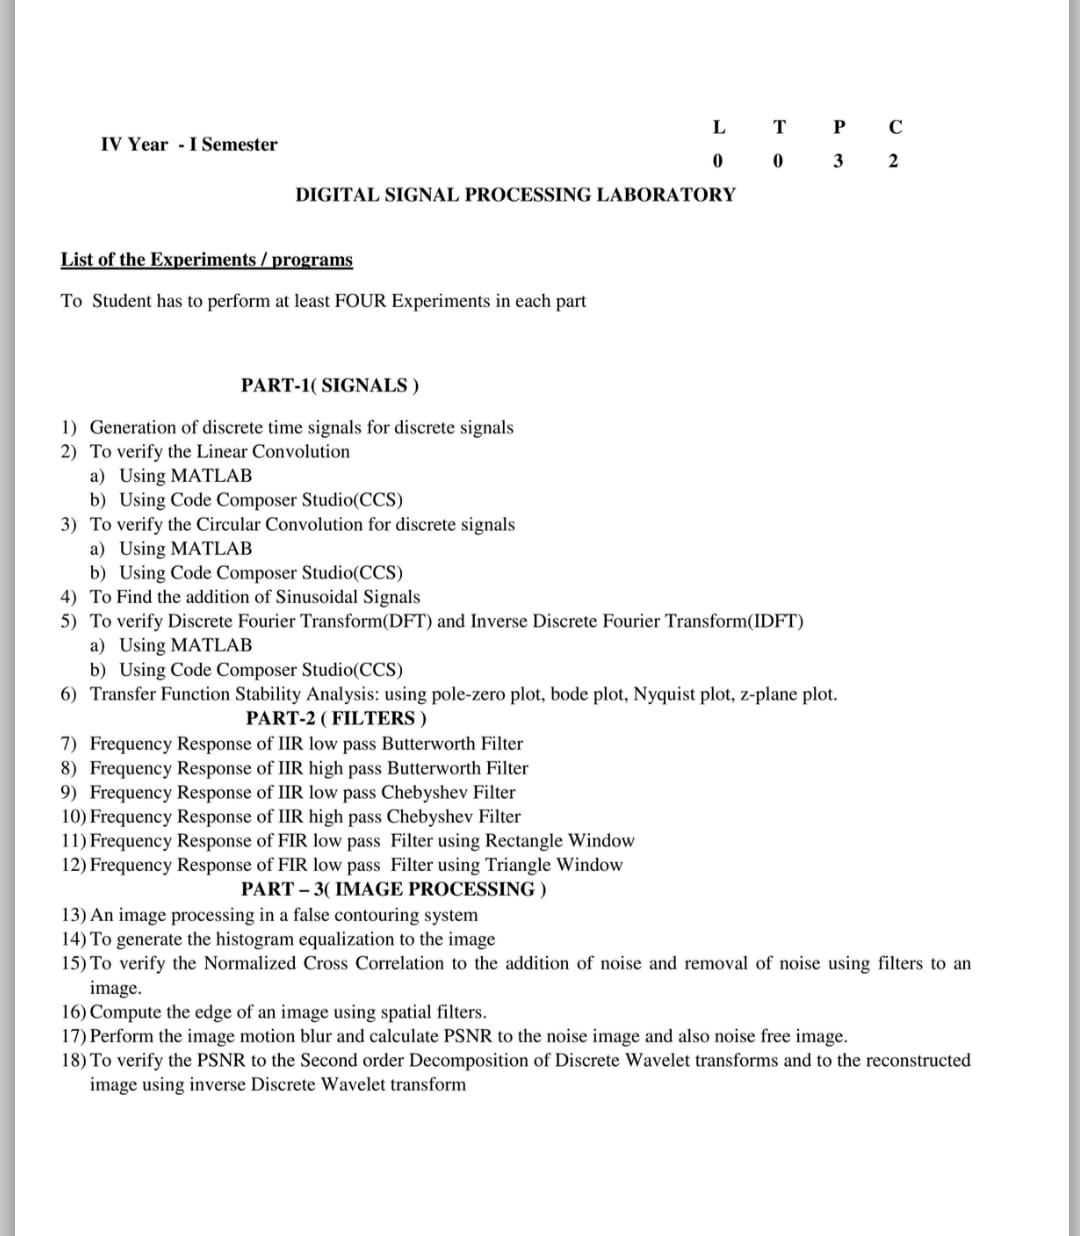 L T P C
IV Year - I Semester
0 0 3 2
DIGITAL SIGNAL PROCESSING LABORATORY
List of the Experiments / programs
To Student has to perform at least FOUR Experiments in each part
PART-1( SIGNALS )
1) Generation of discrete time signals for discrete signals
2) To verify the Linear Convolution
a) Using MATLAB
b) Using Code Composer Studio(CCS)
3) To verify the Circular Convolution for discrete signals
a) Using MATLAB
b) Using Code Composer Studio(CCS)
4) To Find the addition of Sinusoidal Signals
5) To verify Discrete Fourier Transform(DFT) and Inverse Discrete Fourier Transform(IDFT)
a) Using MATLAB
b) Using Code Composer Studio(CCS)
6) Transfer Function Stability Analysis: using pole-zero plot, bode plot, Nyquist plot, z-plane plot.
PART-2 ( FILTERS )
7) Frequency Response of IIR low pass Butterworth Filter
8) Frequency Response of IIR high pass Butterworth Filter
9) Frequency Response of IIR low pass Chebyshev Filter
10) Frequency Response of IIR high pass Chebyshev Filter
11) Frequency Response of FIR low pass Filter using Rectangle Window
12) Frequency Response of FIR low pass Filter using Triangle Window
PART – 3( IMAGE PROCESSING )
13) An image processing in a false contouring system
14) To generate the histogram equalization to the image
15) To verify the Normalized Cross Correlation to the addition of noise and removal of noise using filters to an
image.
16) Compute the edge of an image using spatial filters.
17) Perform the image motion blur and calculate PSNR to the noise image and also noise free image.
18) To verify the PSNR to the Second order Decomposition of Discrete Wavelet transforms and to the reconstructed
image using inverse Discrete Wavelet transform